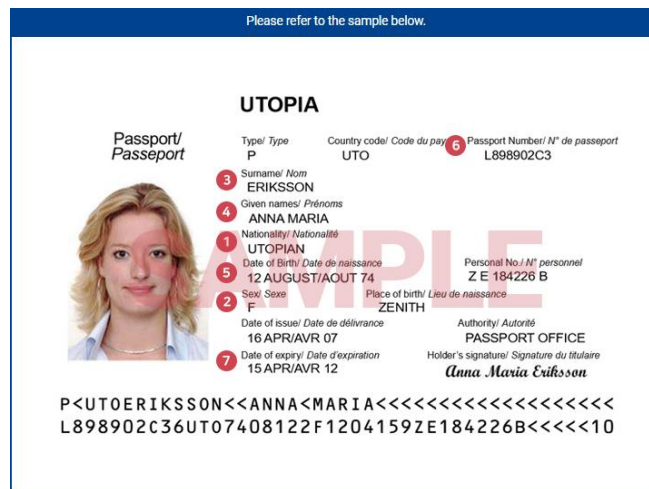 Please refer to the sample below.
UTOPIA
Passport/
Passeport
Type/ Type Country code/ Code du pay 6 Passport Number/ N° de passeport
P UTO L898902C3
3 Surname/ Nom
ERIKSSON
4 Given names/ Prénoms
ANNA MARIA
1 Nationality/ Nationalité
UTOPIAN
SAMPLE
5 Date of Birth/ Date de naissance Personal No./ N° personnel
12 AUGUST/AOUT 74 Z E 184226 B
2 Sex/ Sexe Place of birth/ Lieu de naissance
F ZENITH
Date of issue/ Date de délivrance Authority/ Autorité
16 APR/AVR 07 PASSPORT OFFICE
7 Date of expiry/ Date d'expiration Holder's signature/ Signature du titulaire
15 APR/AVR 12 Anna Maria Eriksson
P<UTOERIKSSON<<ANNA<MARIA<<<<<<<<<<<<<<<<<<<
L898902C36UTO7408122F1204159ZE184226B<<<<<10